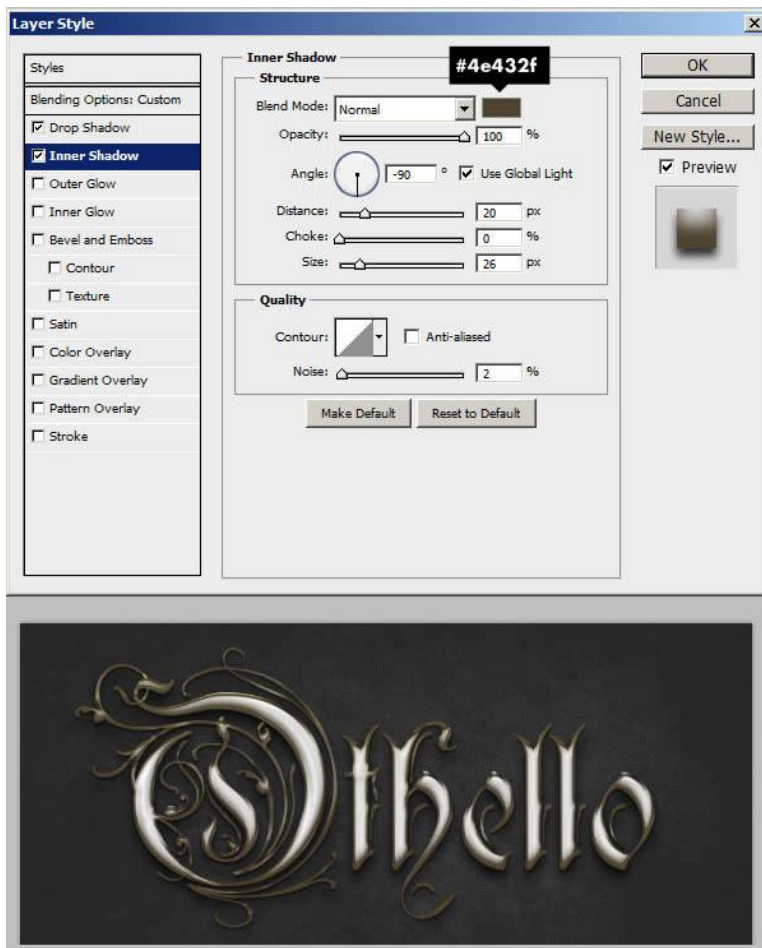 Layer Style
Styles
Blending Options: Custom
Drop Shadow
Inner Shadow
Outer Glow
Inner Glow
Bevel and Emboss
Contour
Texture
Satin
Color Overlay
Gradient Overlay
Pattern Overlay
Stroke
Inner Shadow
Structure
#4e432f
Blend Mode: Normal
Opacity: 100 %
Angle: -90 ° Use Global Light
Distance: 20 px
Choke: 0 %
Size: 26 px
Quality
Contour: Anti-aliased
Noise: 2 %
Make Default Reset to Default
OK
Cancel
New Style...
Preview
Othello